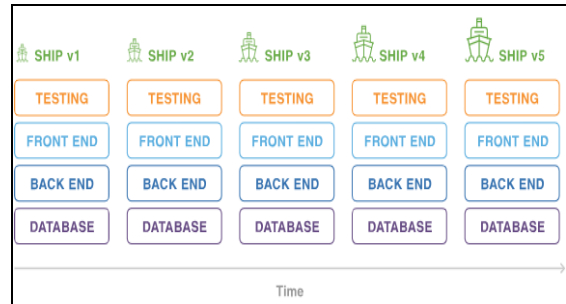 SHIP v1 SHIP v2 SHIP v3 SHIP v4 SHIP v5
TESTING TESTING TESTING TESTING TESTING
FRONT END FRONT END FRONT END FRONT END FRONT END
BACK END BACK END BACK END BACK END BACK END
DATABASE DATABASE DATABASE DATABASE DATABASE
Time